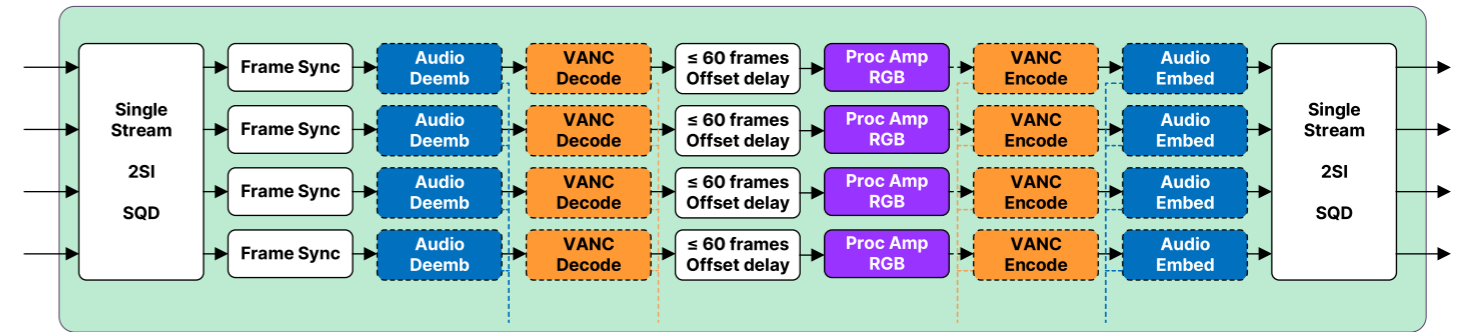 Single
Stream
2SI
SQD
Frame Sync
Audio
Deemb
VANC
Decode
≤ 60 frames
Offset delay
Proc Amp
RGB
VANC
Encode
Audio
Embed
Frame Sync
Audio
Deemb
VANC
Decode
≤ 60 frames
Offset delay
Proc Amp
RGB
VANC
Encode
Audio
Embed
Frame Sync
Audio
Deemb
VANC
Decode
≤ 60 frames
Offset delay
Proc Amp
RGB
VANC
Encode
Audio
Embed
Frame Sync
Audio
Deemb
VANC
Decode
≤ 60 frames
Offset delay
Proc Amp
RGB
VANC
Encode
Audio
Embed
Single
Stream
2SI
SQD